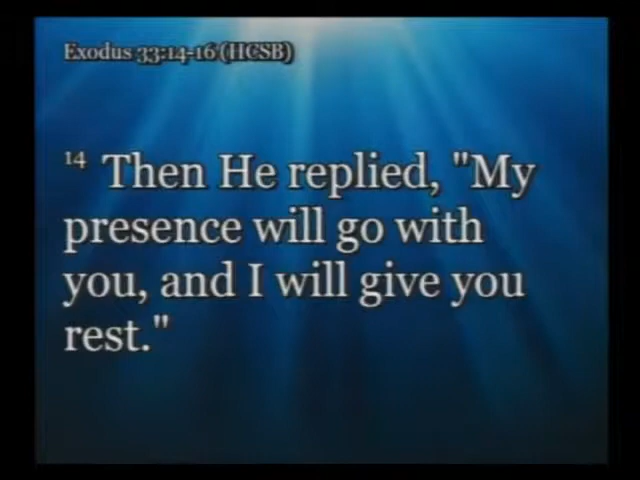 Exodus 33:14-16 (HCSB)
14 Then He replied, "My
presence will go with
you, and I will give you
rest."